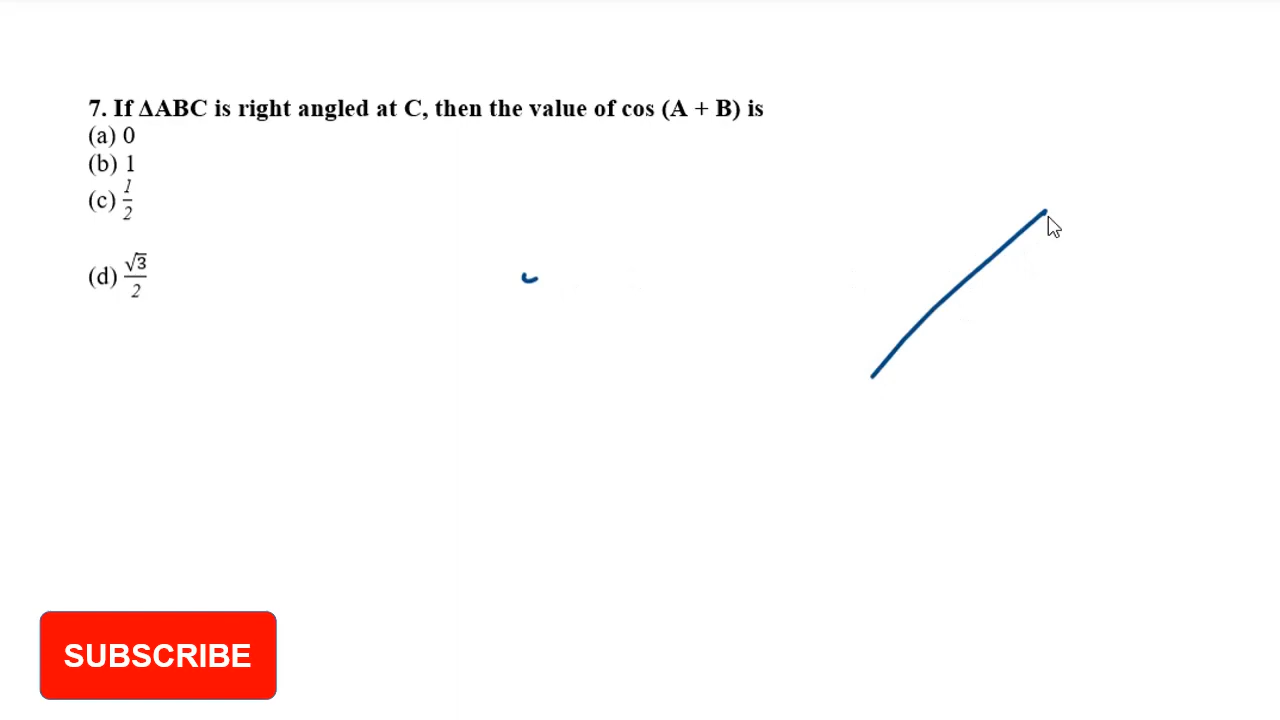 7. If ΔABC is right angled at C, then the value of cos (A + B) is
(a) 0
(b) 1
(c) 1/2
(d) √3/2
SUBSCRIBE